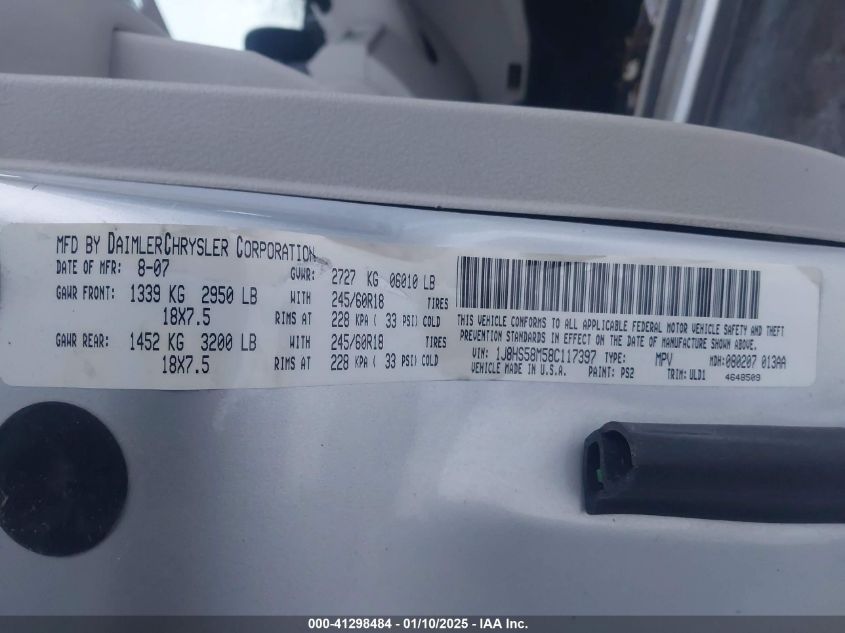 MFD BY DAIMLERCHRYSLER CORPORATION
DATE OF MFR: 8-07 GVWR: 2727 KG 06010 LB
GAWR FRONT: 1339 KG 2950 LB WITH 245/60R18 TIRES
18X7.5 RIMS AT 228 KPA ( 33 PSI) COLD
GAWR REAR: 1452 KG 3200 LB WITH 245/60R18 TIRES
18X7.5 RIMS AT 228 KPA ( 33 PSI) COLD
THIS VEHICLE CONFORMS TO ALL APPLICABLE FEDERAL MOTOR VEHICLE SAFETY AND THEFT
PREVENTION STANDARDS IN EFFECT ON THE DATE OF MANUFACTURE SHOWN ABOVE.
VIN: 1J8HS58M58C117397 TYPE: MPV MDH:080207 013AA
VEHICLE MADE IN U.S.A. PAINT: PS2 TRIM:ULD1 4648509
000-41298484 - 01/10/2025 - IAA Inc.